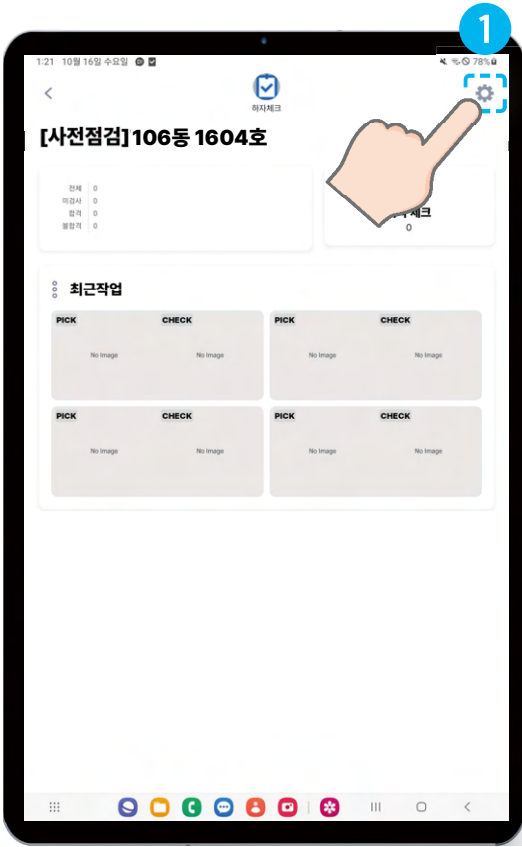 1
1:21 10월 16일 수요일
78%
하자체크
[사전점검]106동 1604호
전체 0
미검사 0
합격 0
불합격 0
체크
0
최근작업
PICK CHECK PICK CHECK
No Image No Image No Image No Image
PICK CHECK PICK CHECK
No Image No Image No Image No Image